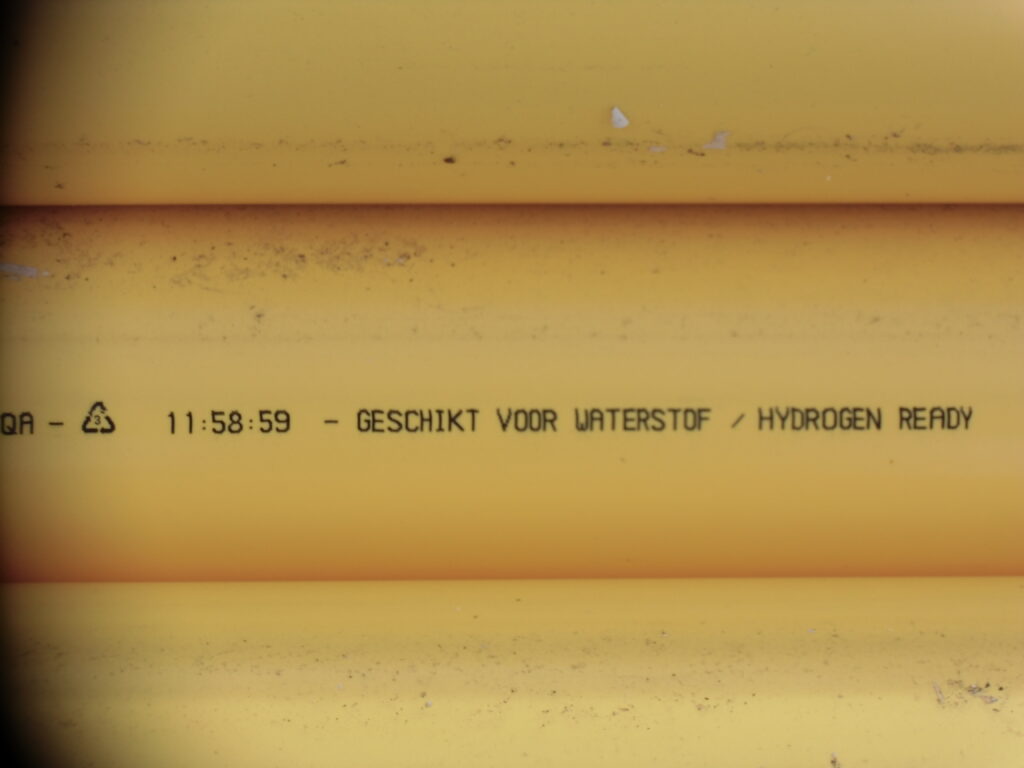 QA - ♵ 11:58:59 - GESCHIKT VOOR WATERSTOF / HYDROGEN READY